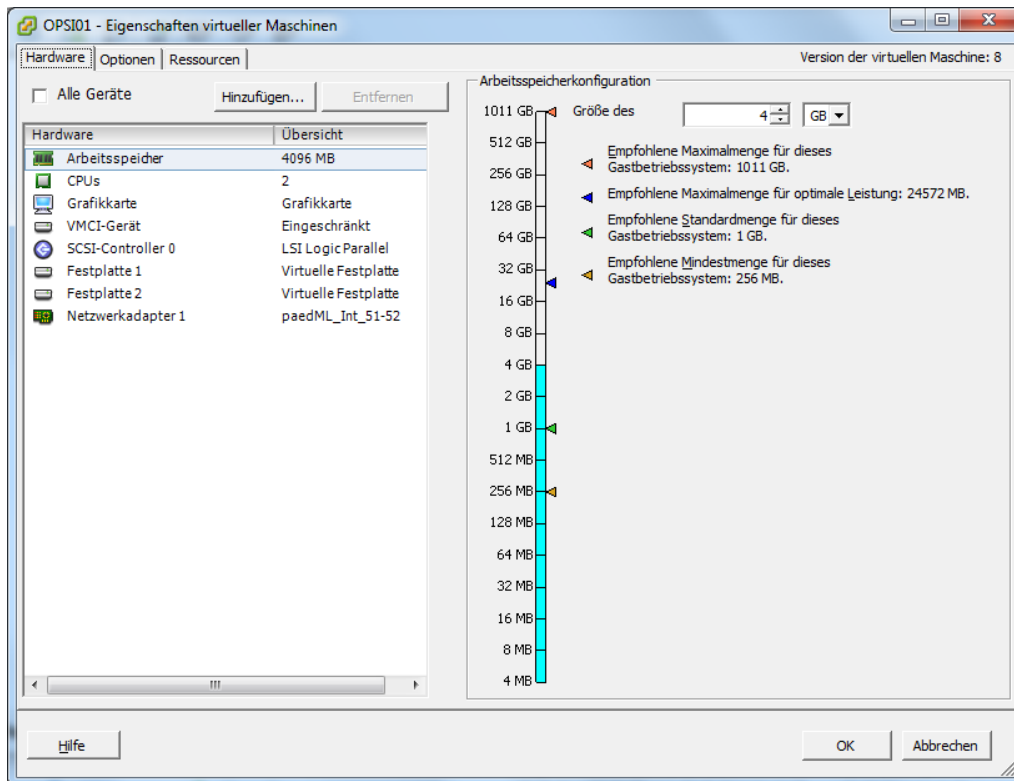 OPSI01 - Eigenschaften virtueller Maschinen
Hardware Optionen Ressourcen
Version der virtuellen Maschine: 8
Alle Geräte
Hinzufügen...
Entfernen
Hardware Übersicht
Arbeitsspeicher 4096 MB
CPUs 2
Grafikkarte Grafikkarte
VMCI-Gerät Eingeschränkt
SCSI-Controller 0 LSI Logic Parallel
Festplatte 1 Virtuelle Festplatte
Festplatte 2 Virtuelle Festplatte
Netzwerkadapter 1 paedML_Int_51-52
Arbeitsspeicherkonfiguration
1011 GB
512 GB
256 GB
128 GB
64 GB
32 GB
16 GB
8 GB
4 GB
2 GB
1 GB
512 MB
256 MB
128 MB
64 MB
32 MB
16 MB
8 MB
4 MB
Größe des 4 GB
Empfohlene Maximalmenge für dieses
Gastbetriebssystem: 1011 GB.
Empfohlene Maximalmenge für optimale Leistung: 24572 MB.
Empfohlene Standardmenge für dieses
Gastbetriebssystem: 1 GB.
Empfohlene Mindestmenge für dieses
Gastbetriebssystem: 256 MB.
Hilfe
OK
Abbrechen